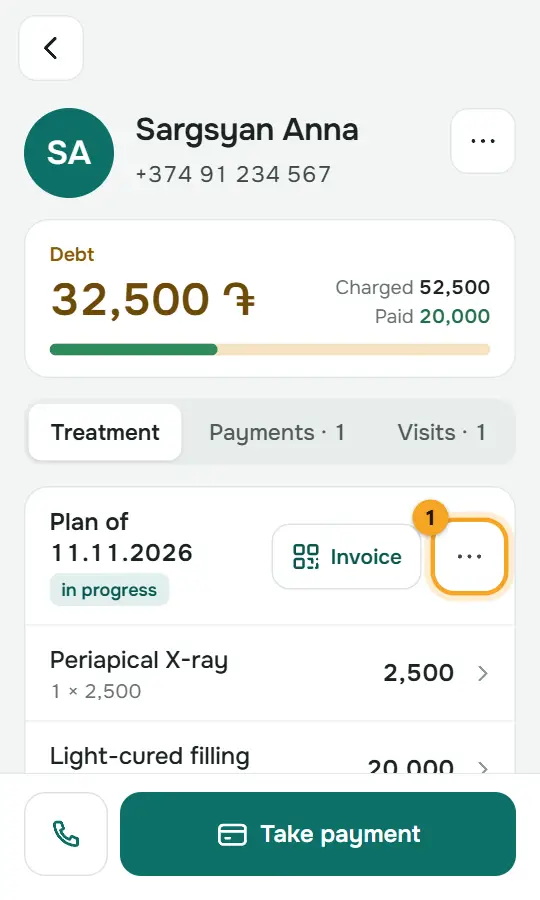 SA
Sargsyan Anna
+374 91 234 567
...
Debt
32,500 ֏
Charged 52,500
Paid 20,000
Treatment
Payments · 1
Visits · 1
Plan of
11.11.2026
in progress
Invoice
1
...
Periapical X-ray
1 × 2,500
2,500
Light-cured filling
20,000
Take payment